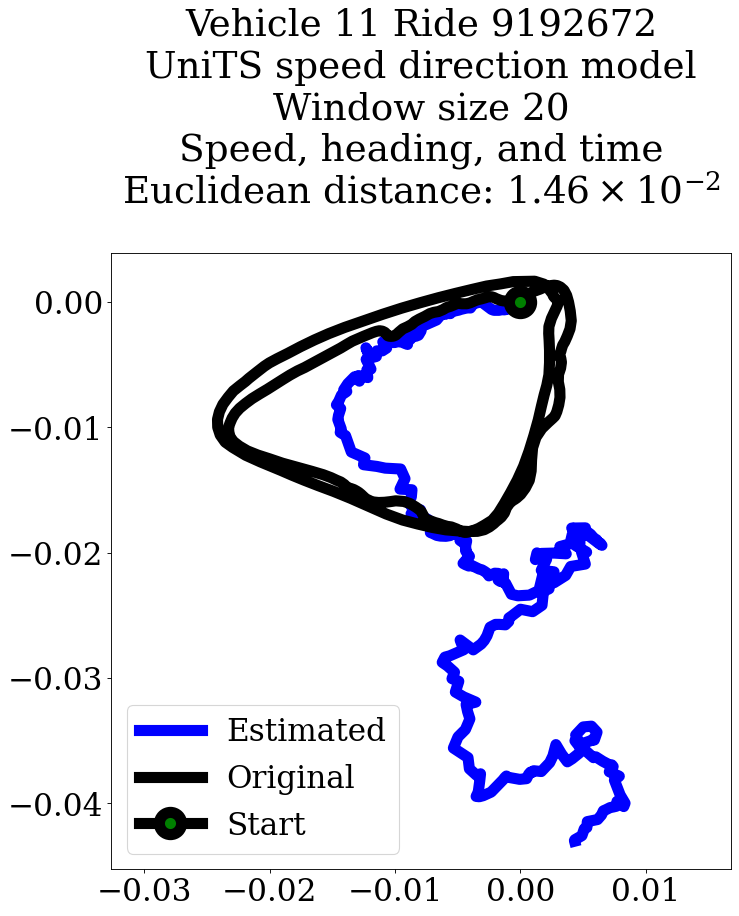 Vehicle 11 Ride 9192672
UniTS speed direction model
Window size 20
Speed, heading, and time
Euclidean distance: 1.46 × 10⁻²
0.00
−0.01
−0.02
−0.03
−0.04
Estimated
Original
Start
−0.03 −0.02 −0.01 0.00 0.01